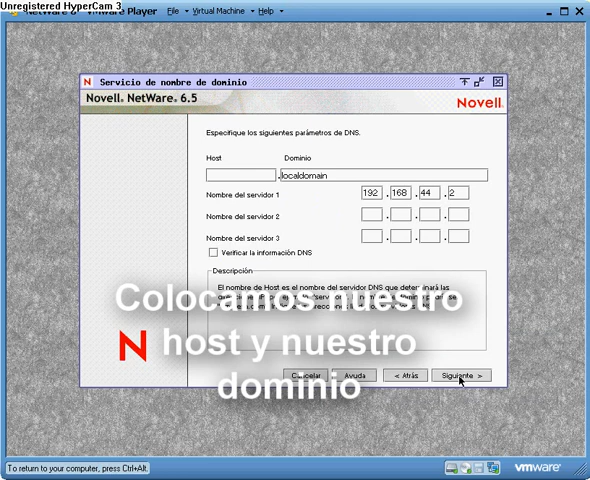 Unregistered HyperCam 3
VMware Player File Virtual Machine Help
Servicio de nombre de dominio
Novell. NetWare. 6.5
Novell.
Especifique los siguientes parámetros de DNS.
Host Dominio
.localdomain
Nombre del servidor 1 192 . 168 . 44 . 2
Nombre del servidor 2 . . .
Nombre del servidor 3 . . .
Verificar la información DNS
Descripción
El nombre de Host es el nombre del servidor DNS que determinará las
Colocamos nuestro
host y nuestro
dominio
Cancelar Ayuda < Atrás Siguiente >
To return to your computer, press Ctrl+Alt.
vmware